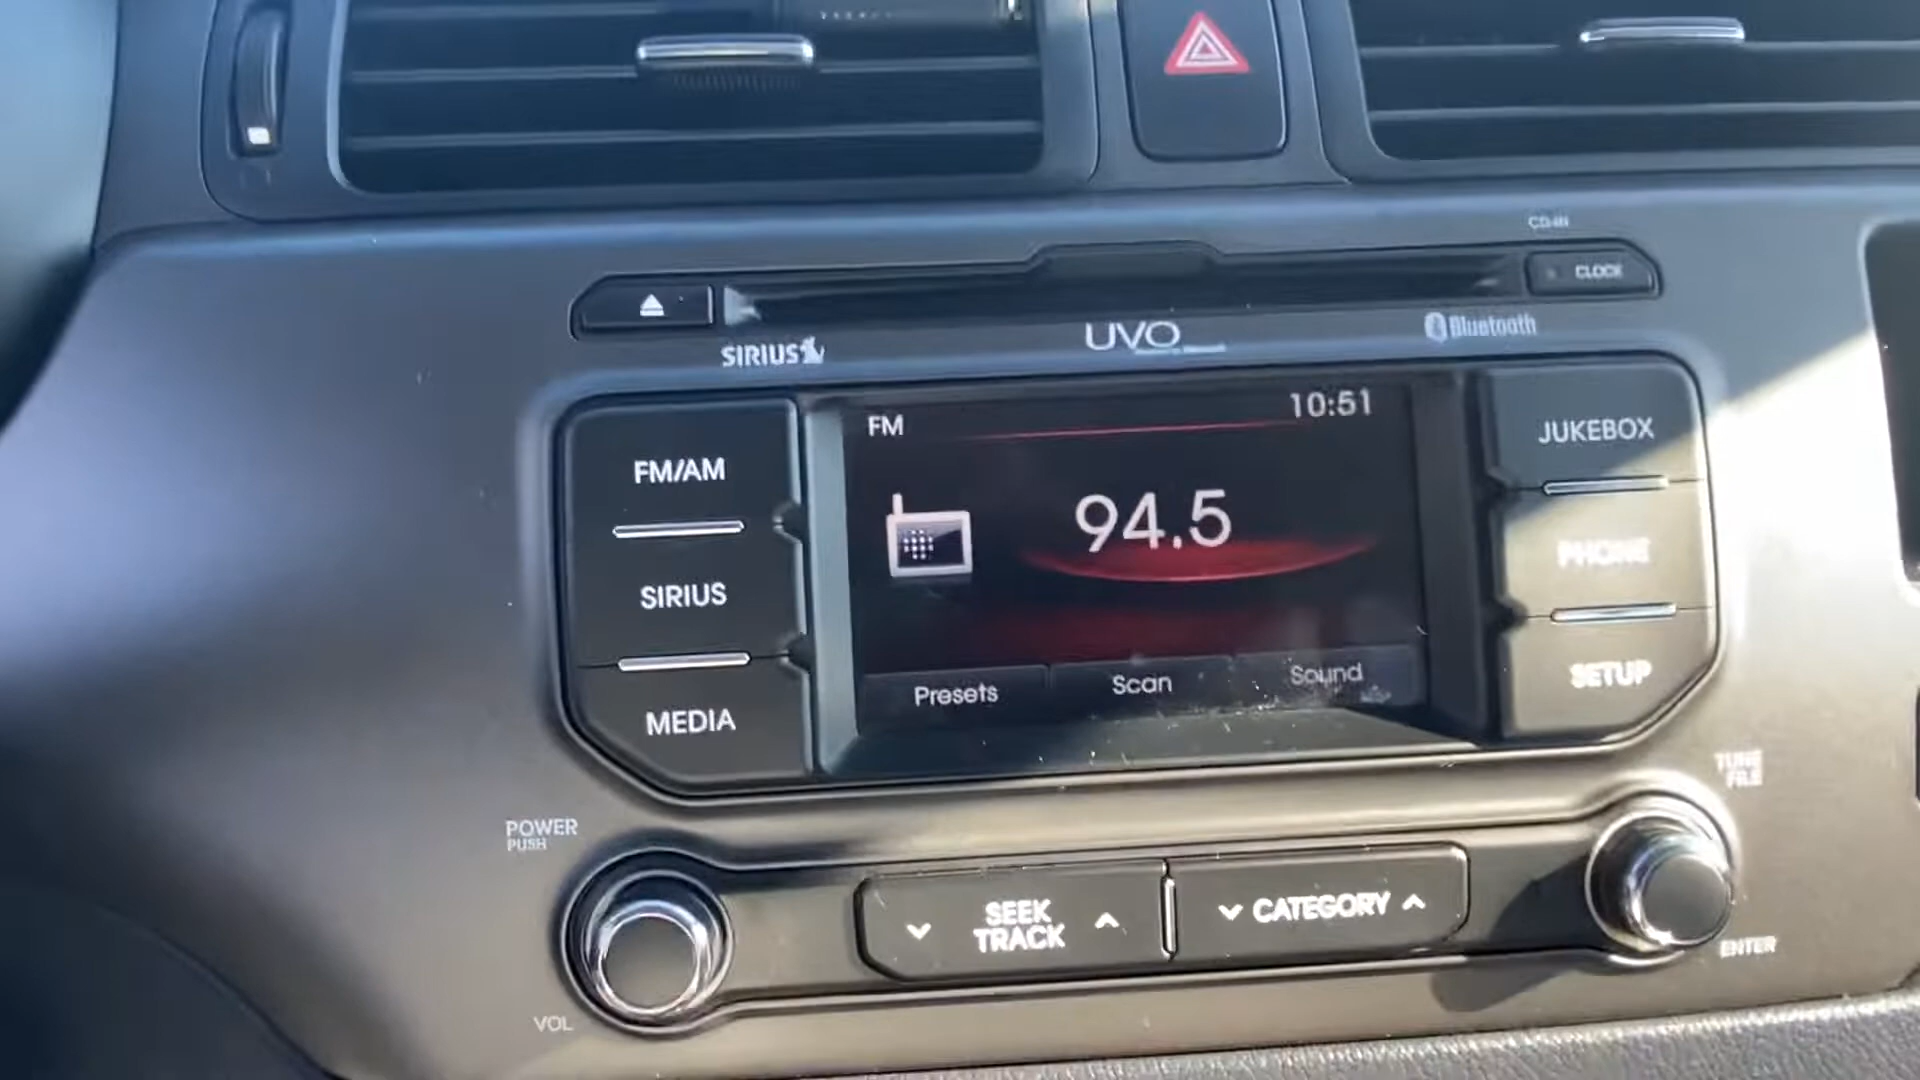 CD-IN
CLOCK
SIRIUS
UVO
Bluetooth
FM
10:51
JUKEBOX
FM/AM
94.5
PHONE
SIRIUS
SETUP
MEDIA
Presets
Scan
Sound
TUNE
FILE
POWER
PUSH
SEEK
TRACK
CATEGORY
ENTER
VOL